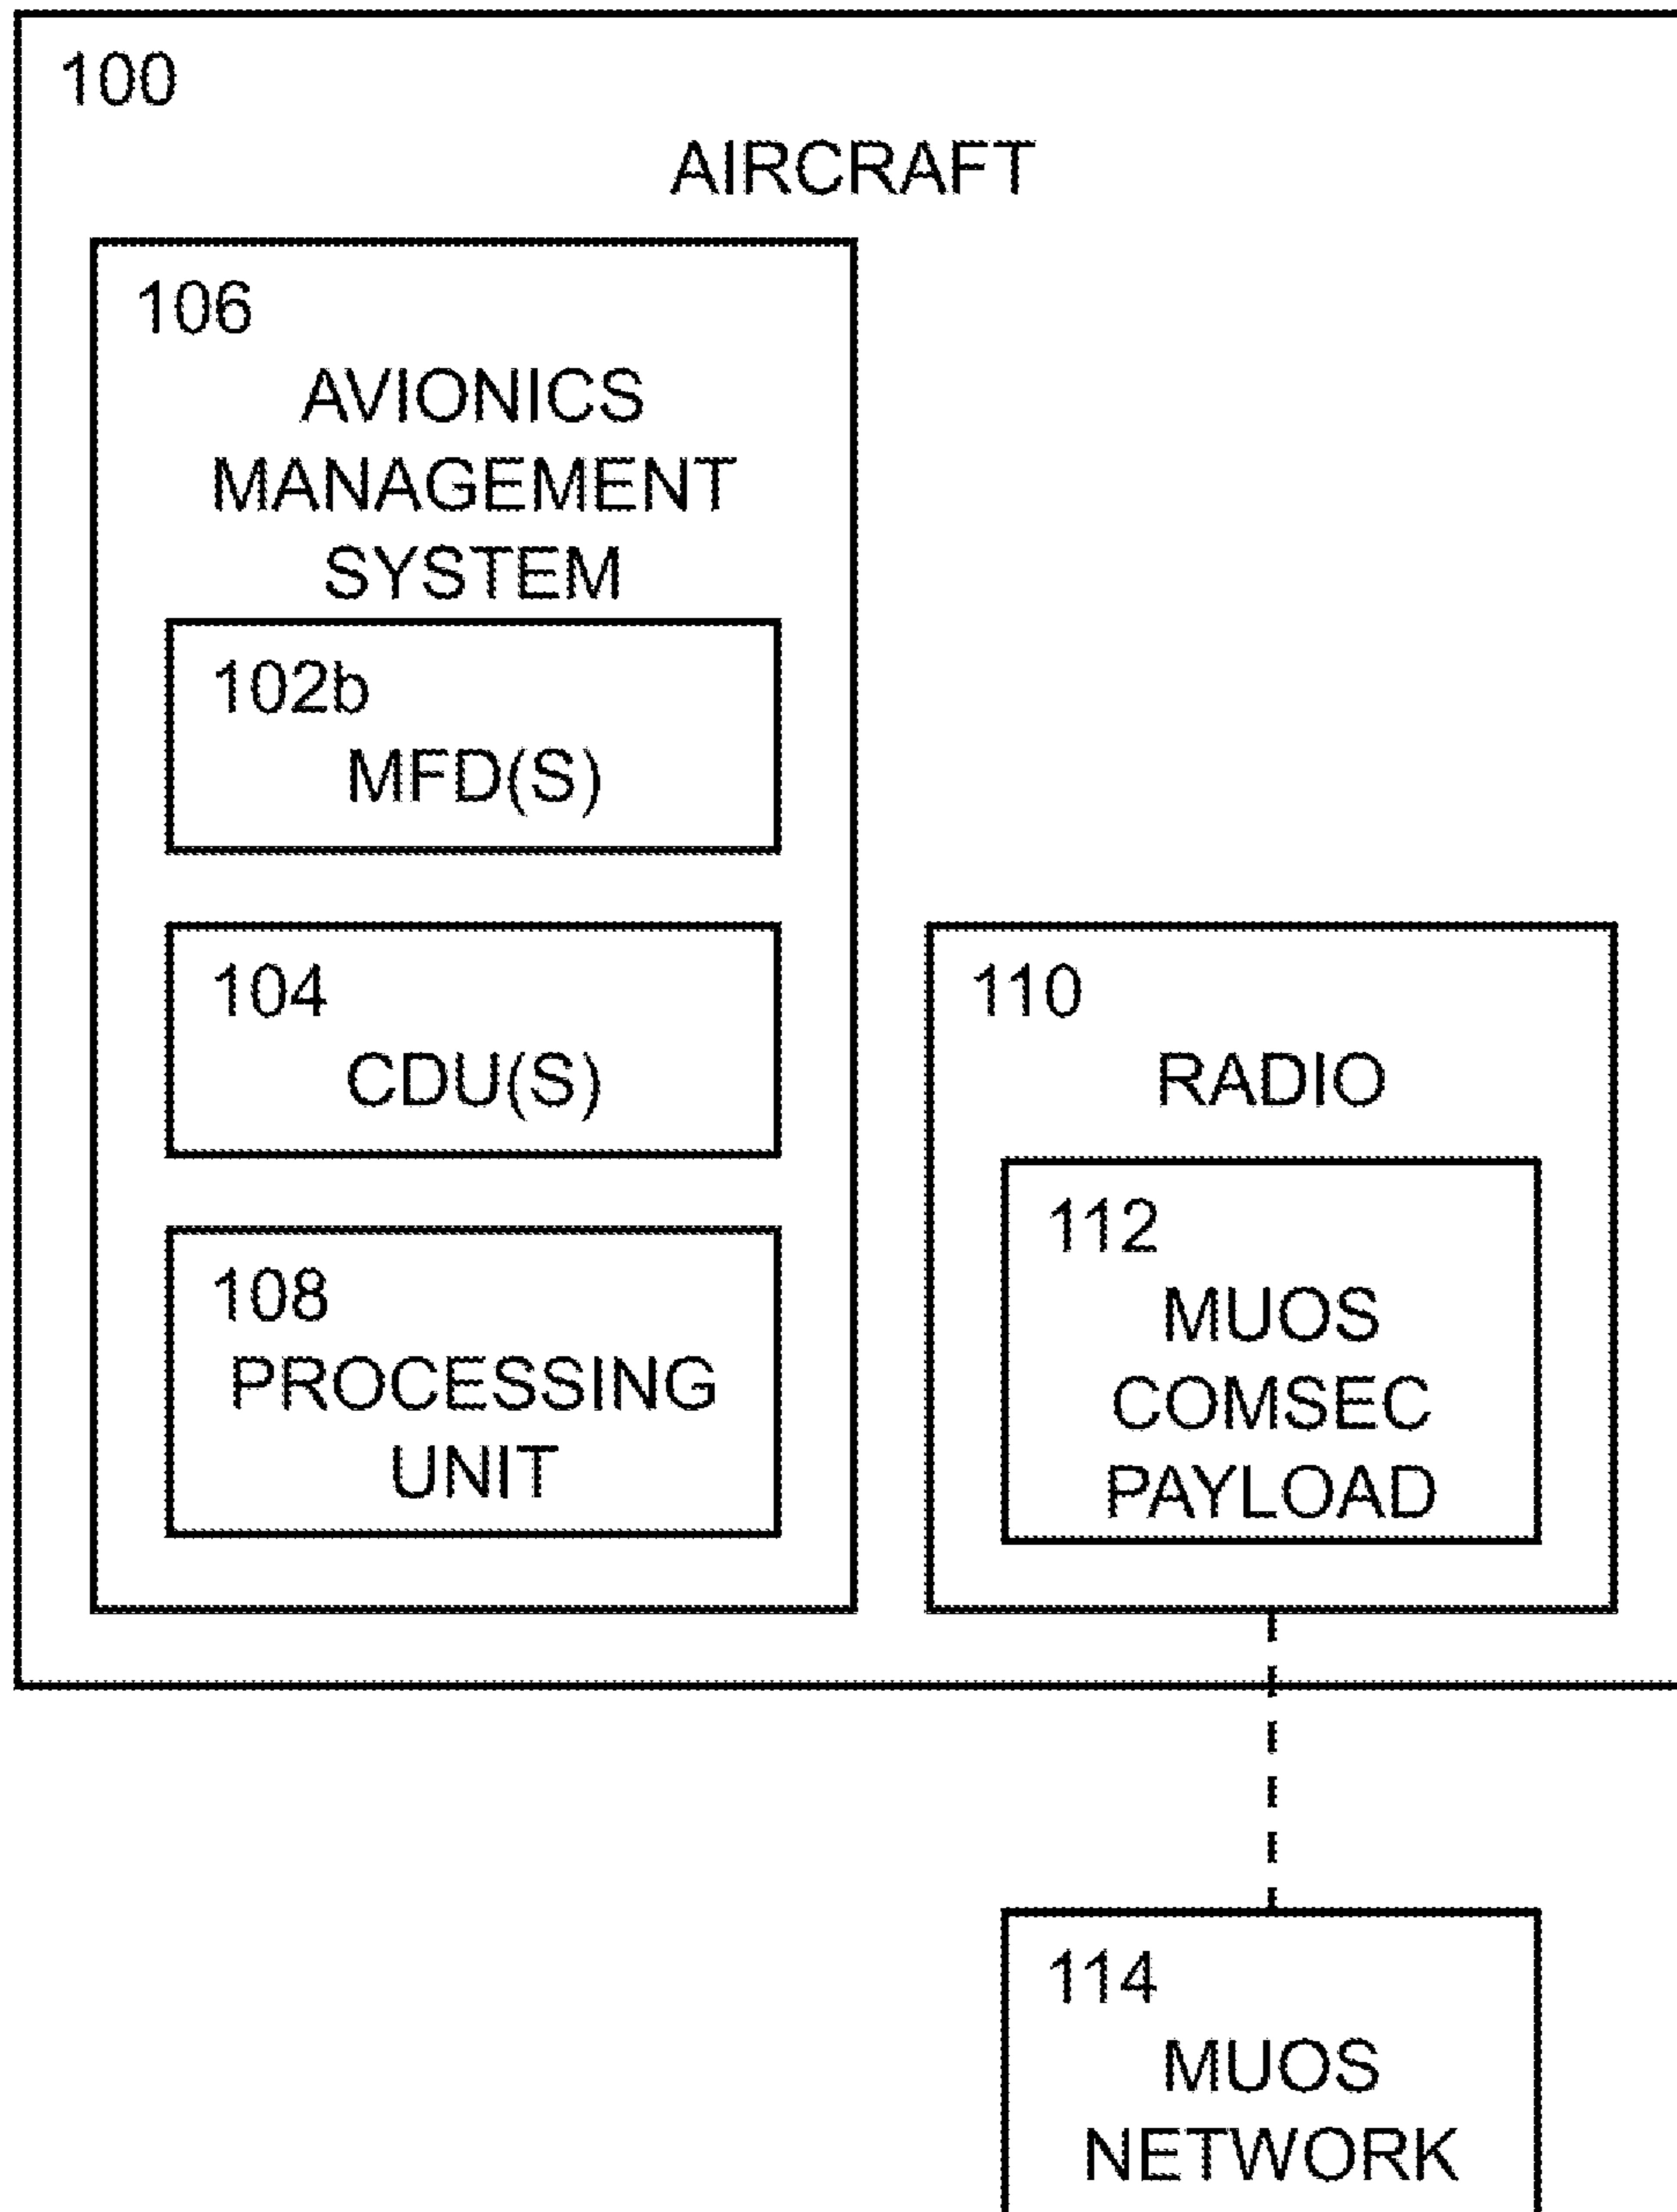 100
AIRCRAFT
106
AVIONICS
MANAGEMENT
SYSTEM
102b
MFD(S)
104
CDU(S)
108
PROCESSING
UNIT
110
RADIO
112
MUOS
COMSEC
PAYLOAD
114
MUOS
NETWORK